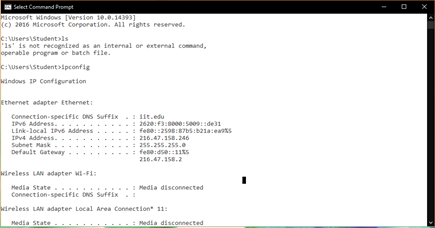 Select Command Prompt
Microsoft Windows [Version 10.0.14393]
(c) 2016 Microsoft Corporation. All rights reserved.
C:\Users\Student>ls
'ls' is not recognized as an internal or external command,
operable program or batch file.
C:\Users\Student>ipconfig
Windows IP Configuration
Ethernet adapter Ethernet:
Connection-specific DNS Suffix  . : iit.edu
IPv6 Address. . . . . . . . . . . : 2620:f3:8000:5009::de31
Link-local IPv6 Address . . . . . : fe80::2598:87b5:b21a:ea9%5
IPv4 Address. . . . . . . . . . . : 216.47.158.246
Subnet Mask . . . . . . . . . . . : 255.255.255.0
Default Gateway . . . . . . . . . : fe80:d50::11%5
216.47.158.2
Wireless LAN adapter Wi-Fi:
Media State . . . . . . . . . . . : Media disconnected
Connection-specific DNS Suffix  . :
Wireless LAN adapter Local Area Connection* 11:
Media State . . . . . . . . . . . : Media disconnected